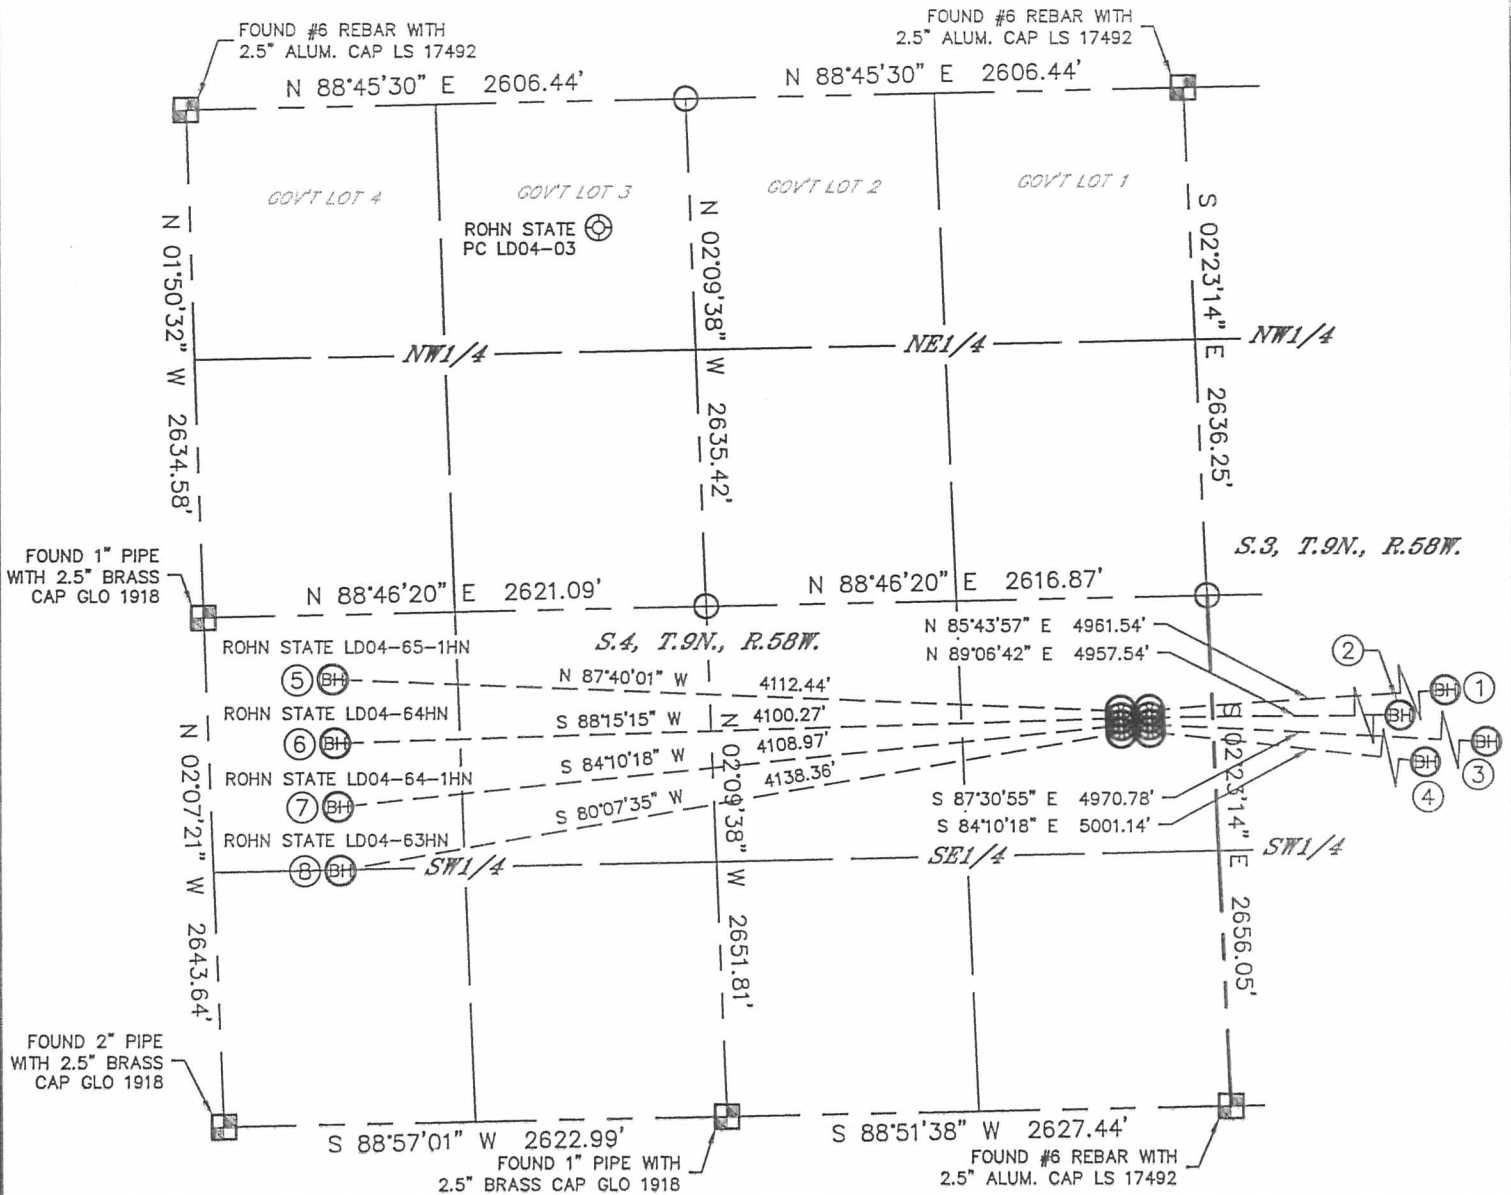 FOUND #6 REBAR WITH
2.5" ALUM. CAP LS 17492
FOUND #6 REBAR WITH
2.5" ALUM. CAP LS 17492
N 88°45'30" E 2606.44'
N 88°45'30" E 2606.44'
GOV'T LOT 4
GOV'T LOT 3
GOV'T LOT 2
GOV'T LOT 1
ROHN STATE
PC LD04-03
N 01°50'32" W 2634.58'
N 02°09'38" W 2635.42'
S 02°23'14" E 2636.25'
NW1/4
NE1/4
NW1/4
FOUND 1" PIPE
WITH 2.5" BRASS
CAP GLO 1918
S.3, T.9N., R.58W.
N 88°46'20" E 2621.09'
N 88°46'20" E 2616.87'
S.4, T.9N., R.58W.
N 85°43'57" E 4961.54'
N 89°06'42" E 4957.54'
ROHN STATE LD04-65-1HN
5 BH
N 87°40'01" W 4112.44'
2
BH 1
ROHN STATE LD04-64HN
6 BH
S 88°15'15" W 4100.27'
BH
ROHN STATE LD04-64-1HN
7 BH
S 84°10'18" W 4108.97'
BH
3
ROHN STATE LD04-63HN
8 BH
S 80°07'35" W 4138.36'
BH
4
S 87°30'55" E 4970.78'
S 84°10'18" E 5001.14'
N 02°07'21" W 2643.64'
N 02°09'38" W 2651.81'
S 02°23'14" E 2656.05'
SW1/4
SE1/4
SW1/4
FOUND 2" PIPE
WITH 2.5" BRASS
CAP GLO 1918
S 88°57'01" W 2622.99'
S 88°51'38" W 2627.44'
FOUND 1" PIPE WITH
2.5" BRASS CAP GLO 1918
FOUND #6 REBAR WITH
2.5" ALUM. CAP LS 17492